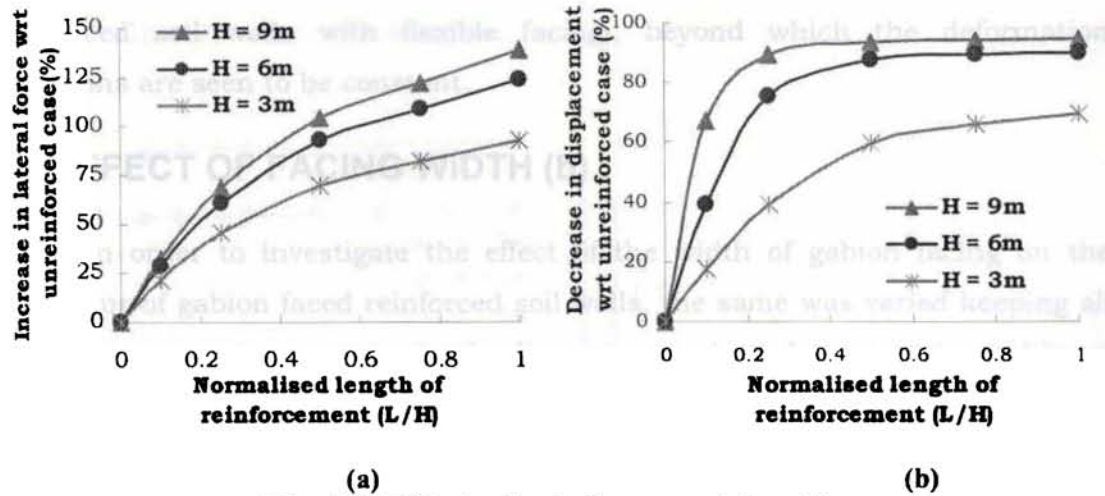 ed with flexible facings, beyond which the deformation
ns are seen to be constant.
FECT OF FACING WIDTH (b)
n order to investigate the effect of the width of gabion facing on the
of gabion faced reinforced soil walls, the same was varied keeping al
Increase in lateral force wrt
unreinforced case(%)
150
125
100
75
50
25
0
H = 9m
H = 6m
H = 3m
0 0.2 0.4 0.6 0.8 1
Normalised length of
reinforcement (L/H)
(a)
Decrease in displacement
wrt unreinforced case (%)
100
80
60
40
20
0
H = 9m
H = 6m
H = 3m
0 0.2 0.4 0.6 0.8 1
Normalised length of
reinforcement (L/H)
(b)